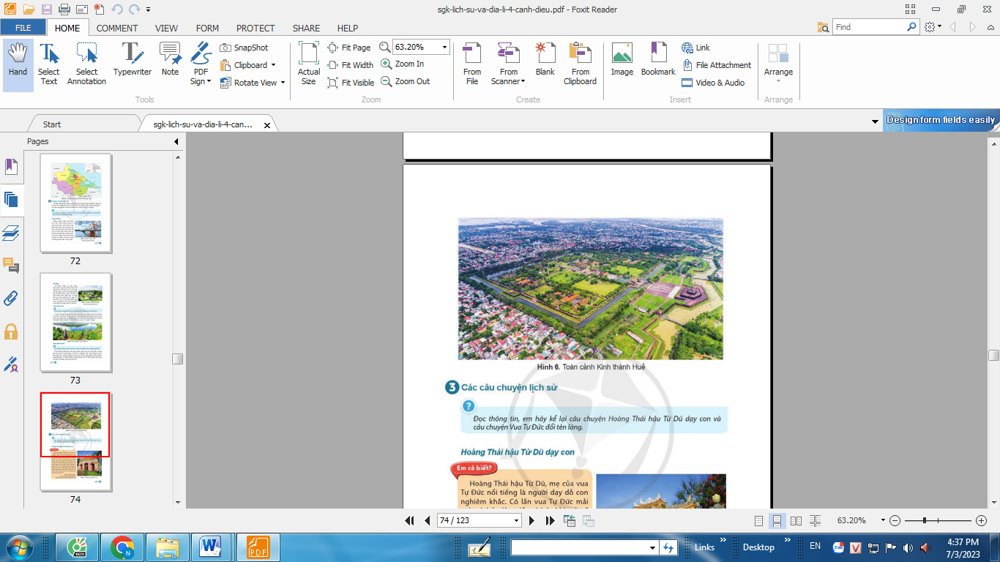 sgk-lich-su-va-dia-li-4-canh-dieu.pdf - Foxit Reader
FILE HOME COMMENT VIEW FORM PROTECT SHARE HELP
Find
Hand
Select Text
Select Annotation
Typewriter
Note
PDF Sign
SnapShot
Clipboard
Rotate View
Tools
Actual Size
Fit Page
Fit Width
Fit Visible
63.20%
Zoom In
Zoom Out
Zoom
From File
From Scanner
Blank
From Clipboard
Create
Image
Bookmark
Link
File Attachment
Video & Audio
Insert
Arrange
Arrange
Start
sgk-lich-su-va-dia-li-4-can...
Design form fields easily
Pages
72
73
74
Hình 6. Toàn cảnh Kinh thành Huế
3 Các câu chuyện lịch sử
?
Đọc thông tin, em hãy kể lại câu chuyện Hoàng Thái hậu Từ Dũ dạy con và
câu chuyện Vua Tự Đức đổi tên làng.
Hoàng Thái hậu Từ Dũ dạy con
Em có biết?
Hoàng Thái hậu Từ Dũ, mẹ của vua
Tự Đức nổi tiếng là người dạy dỗ con
nghiêm khắc. Có lần vua Tự Đức mải
74 / 123
63.20%
BETA
N
W
PDF
Links
Desktop
EN
Zalo
V
4:37 PM
7/3/2023